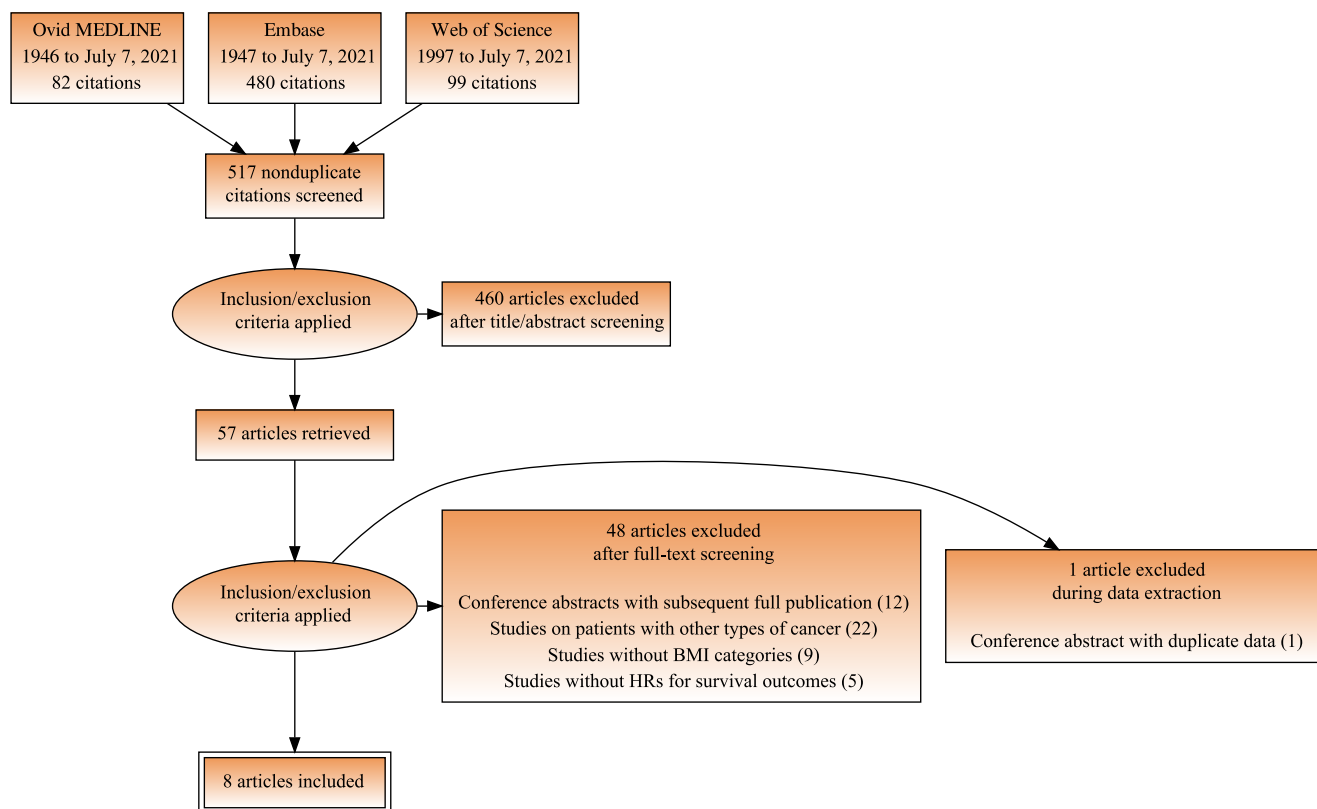 Ovid MEDLINE
1946 to July 7, 2021
82 citations
Embase
1947 to July 7, 2021
480 citations
Web of Science
1997 to July 7, 2021
99 citations
517 nonduplicate
citations screened
Inclusion/exclusion
criteria applied
460 articles excluded
after title/abstract screening
57 articles retrieved
Inclusion/exclusion
criteria applied
48 articles excluded
after full-text screening
Conference abstracts with subsequent full publication (12)
Studies on patients with other types of cancer (22)
Studies without BMI categories (9)
Studies without HRs for survival outcomes (5)
1 article excluded
during data extraction
Conference abstract with duplicate data (1)
8 articles included